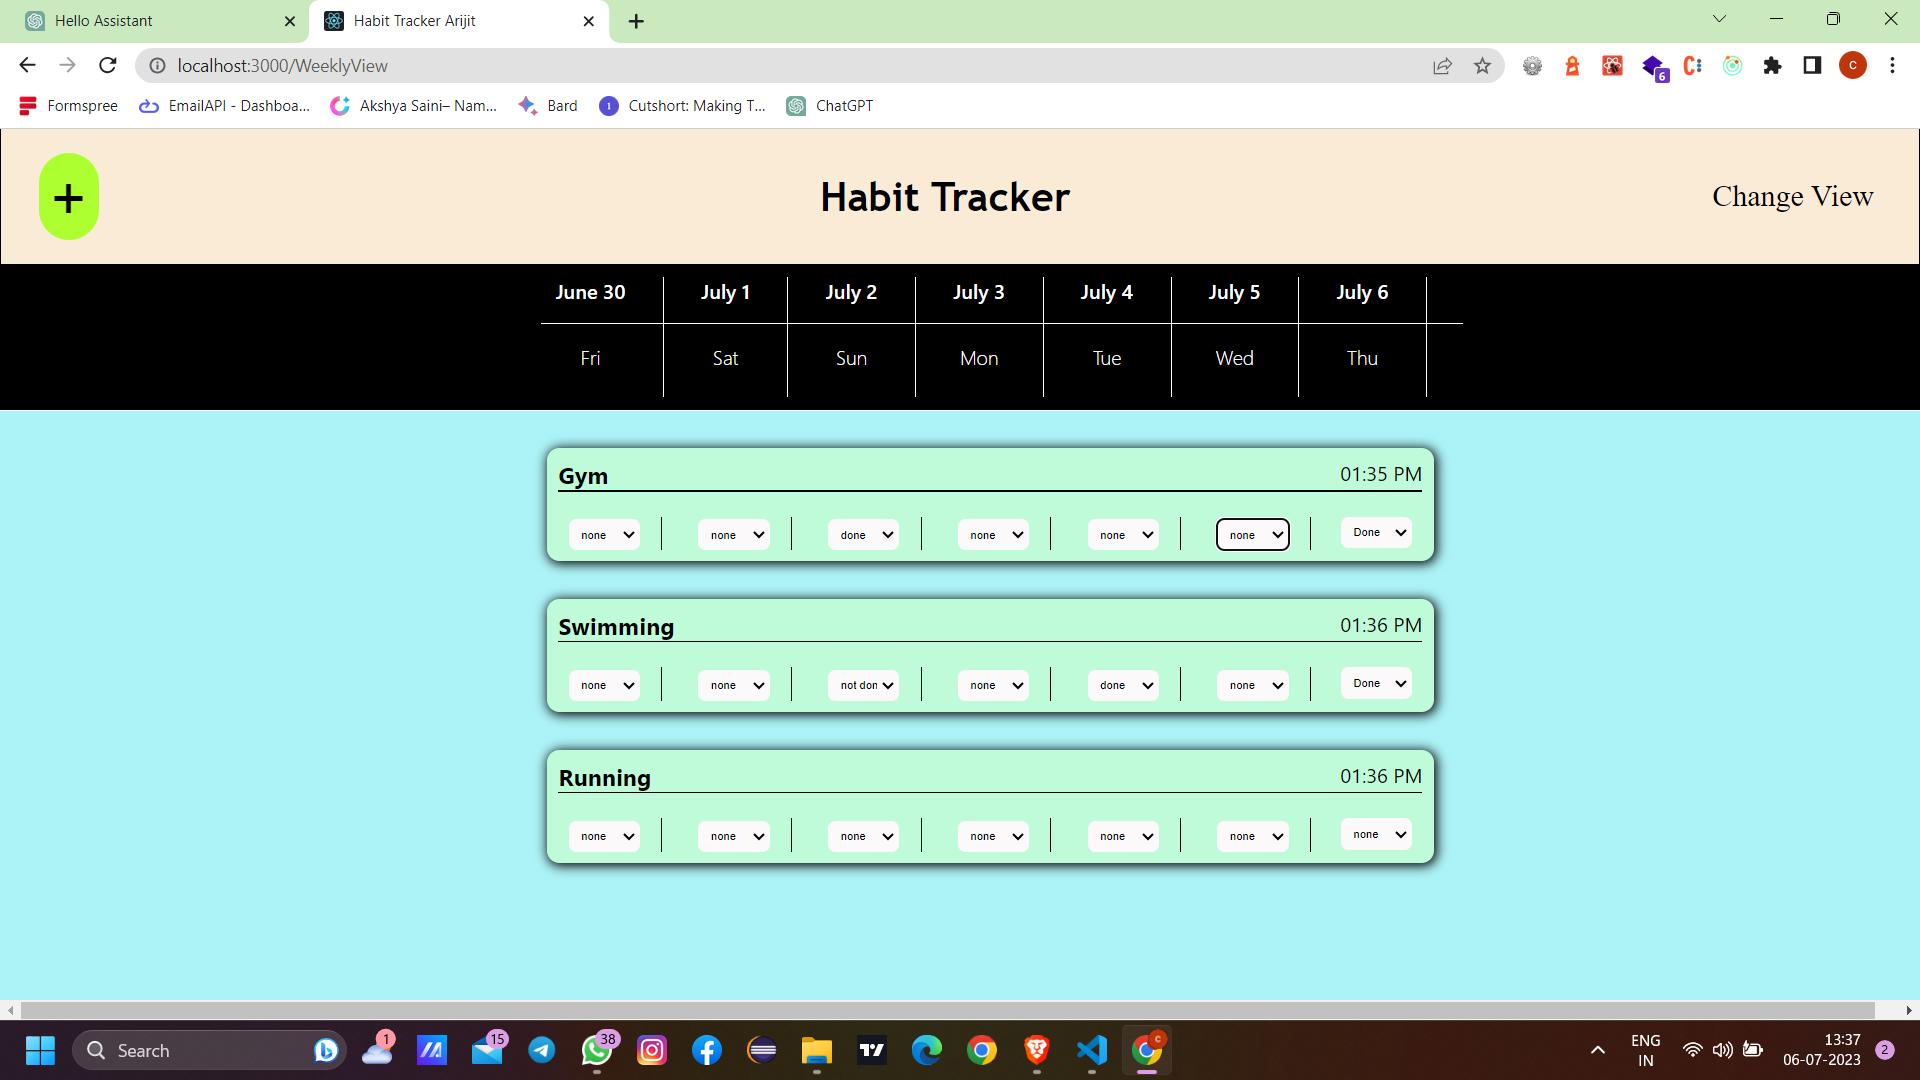 Hello Assistant
Habit Tracker Arijit
localhost:3000/WeeklyView
6
C
Formspree
EmailAPI - Dashboa...
Akshya Saini– Nam...
Bard
1
Cutshort: Making T...
ChatGPT
+
Habit Tracker
Change View
June 30 July 1 July 2 July 3 July 4 July 5 July 6
Fri Sat Sun Mon Tue Wed Thu
Gym 01:35 PM
none none done none none none Done
Swimming 01:36 PM
none none not don none done none Done
Running 01:36 PM
none none none none none none none
Search
1
15
38
C
ENG
IN
13:37
06-07-2023
2